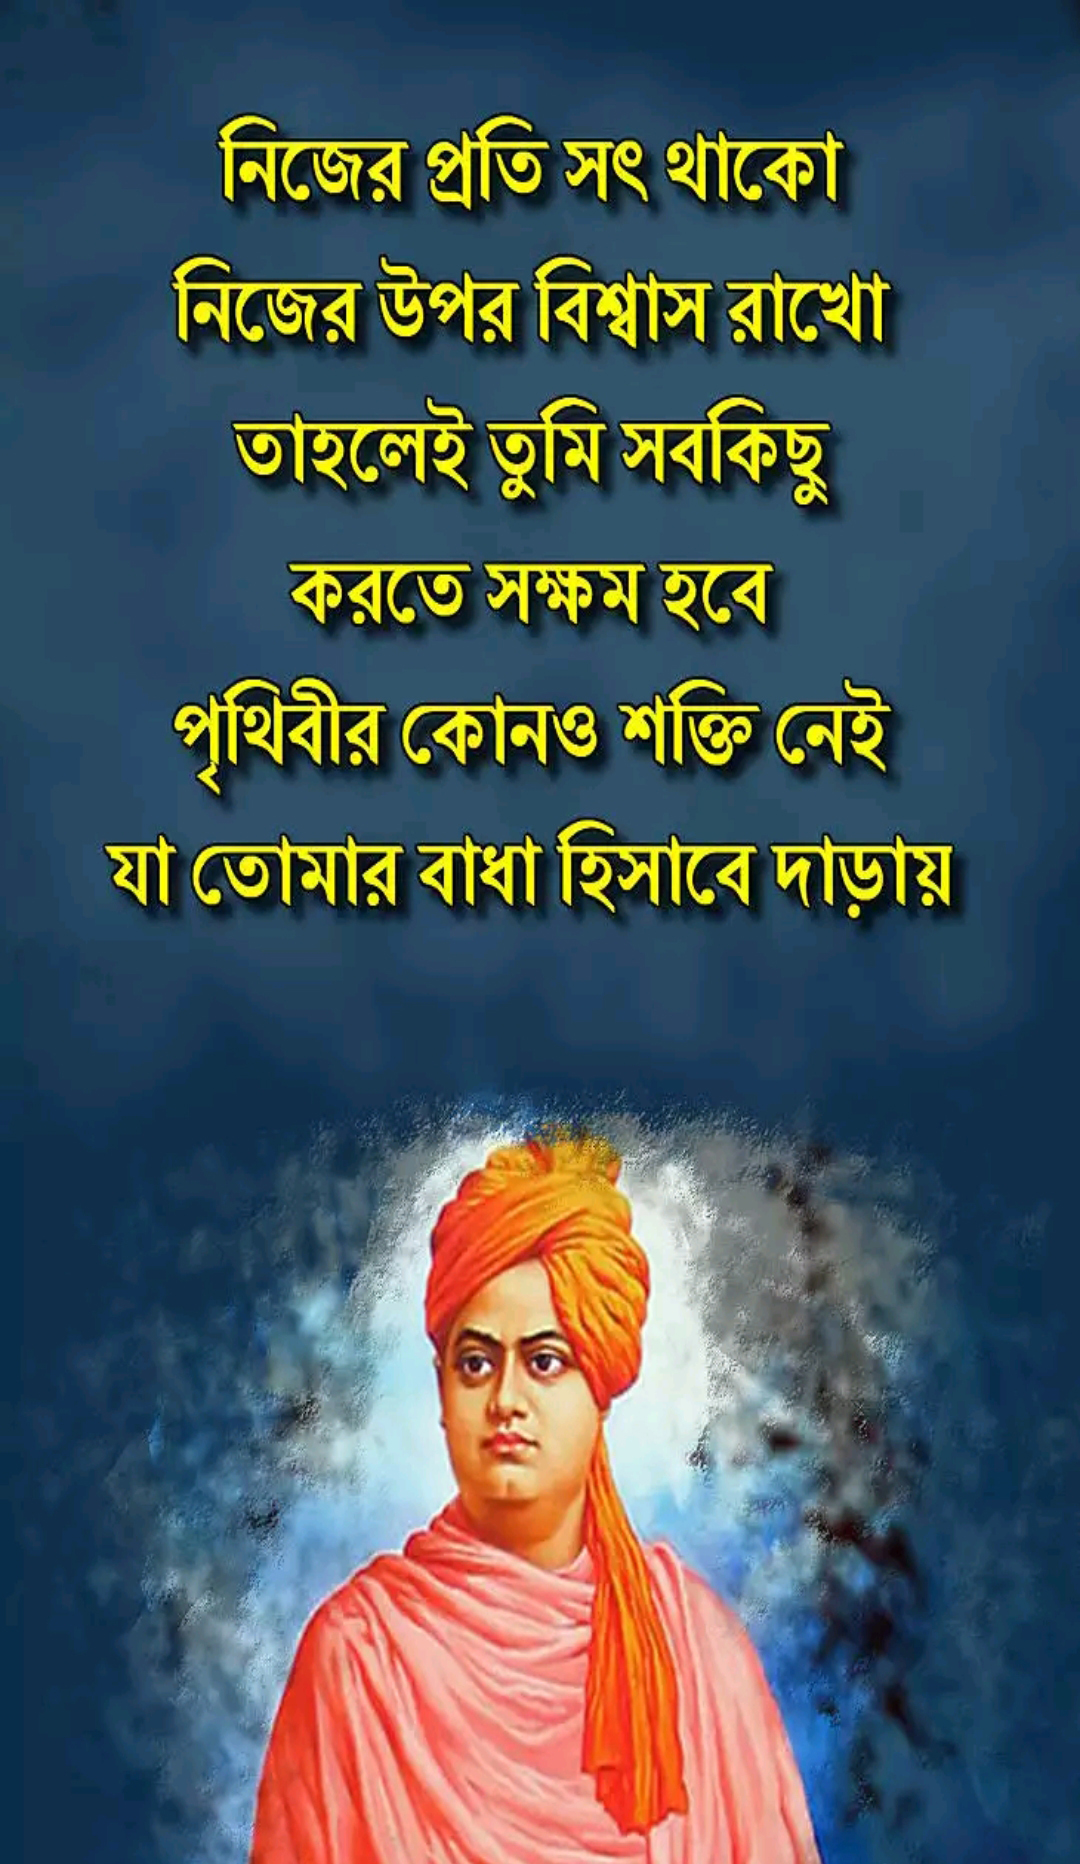 নিজের প্রতি সৎ থাকো
নিজের উপর বিশ্বাস রাখো
তাহলেই তুমি সবকিছু
করতে সক্ষম হবে
পৃথিবীর কোনও শক্তি নেই
যা তোমার বাধা হিসাবে দাড়ায়